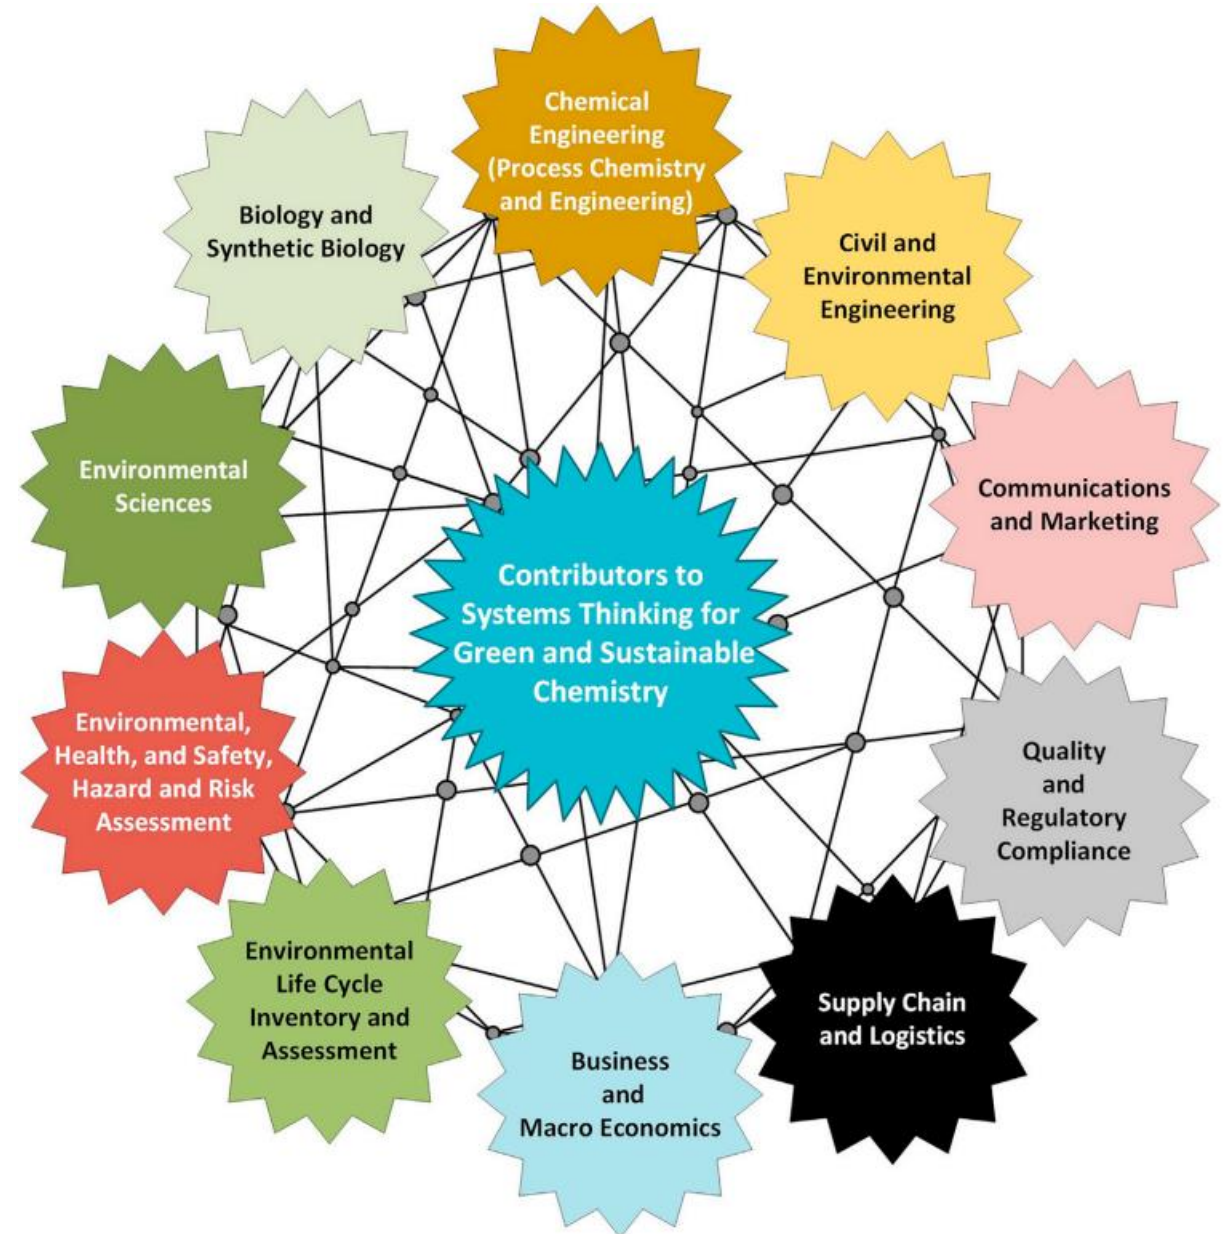 Chemical
Engineering
(Process Chemistry
and Engineering)
Biology and
Synthetic Biology
Civil and
Environmental
Engineering
Environmental
Sciences
Communications
and Marketing
Contributors to
Systems Thinking for
Green and Sustainable
Chemistry
Environmental,
Health, and Safety,
Hazard and Risk
Assessment
Quality
and
Regulatory
Compliance
Environmental
Life Cycle
Inventory and
Assessment
Supply Chain
and Logistics
Business
and
Macro Economics